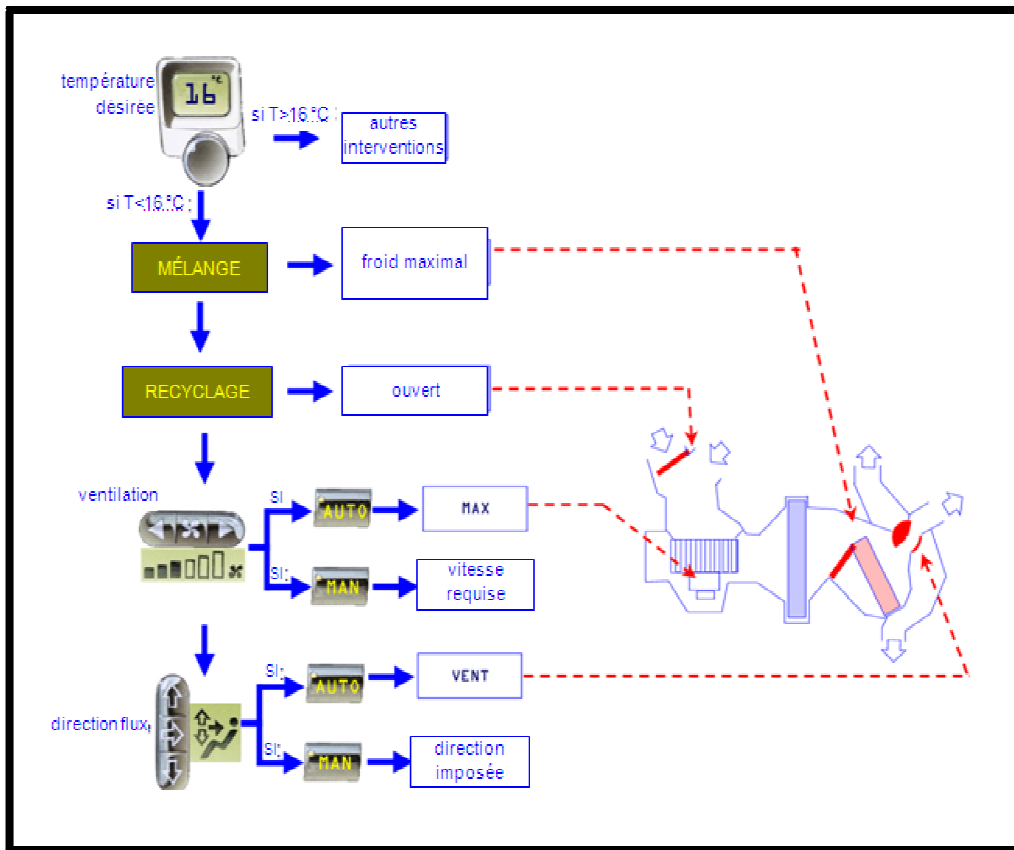 température
desirée
16 °C
si T>16 °C :
autres
interventions
si T<16 °C :
MÉLANGE
froid maximal
RECYCLAGE
ouvert
ventilation
SI
AUTO
MAX
SI:
MAN
vitesse
requise
SI:
AUTO
VENT
direction flux,
SI:
MAN
direction
imposée